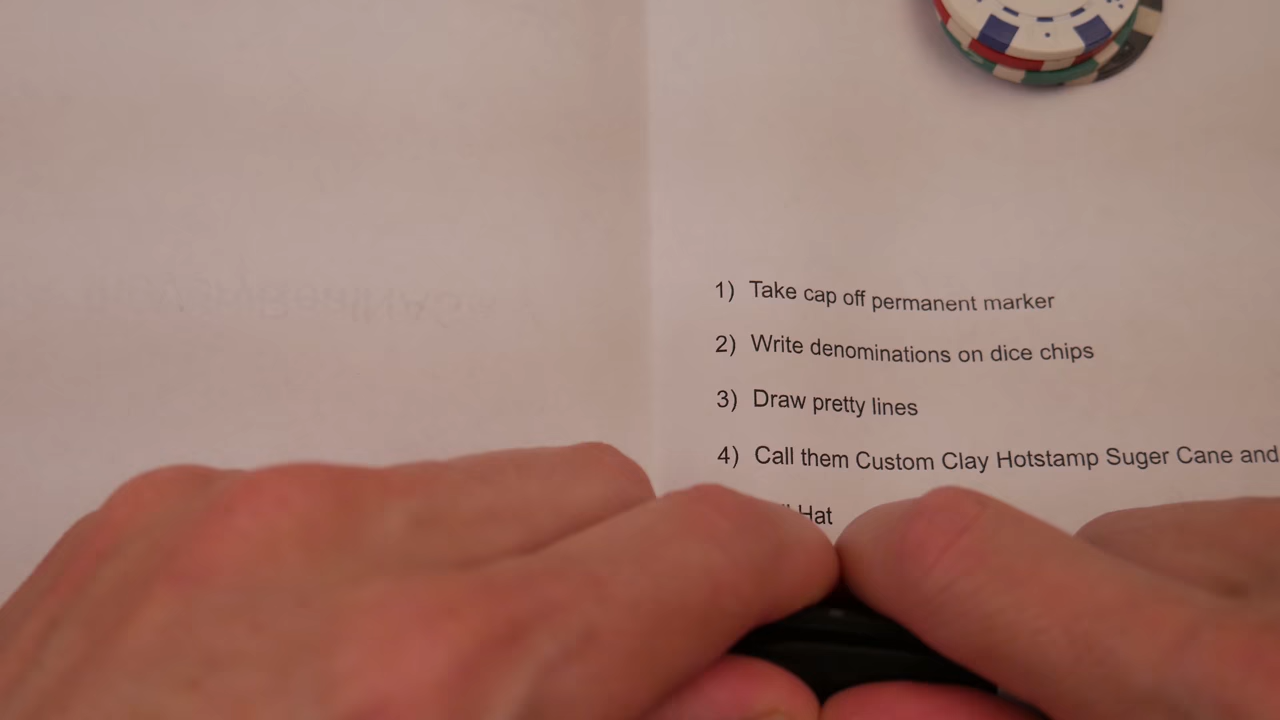 1) Take cap off permanent marker
2) Write denominations on dice chips
3) Draw pretty lines
4) Call them Custom Clay Hotstamp Suger Cane and
Hat